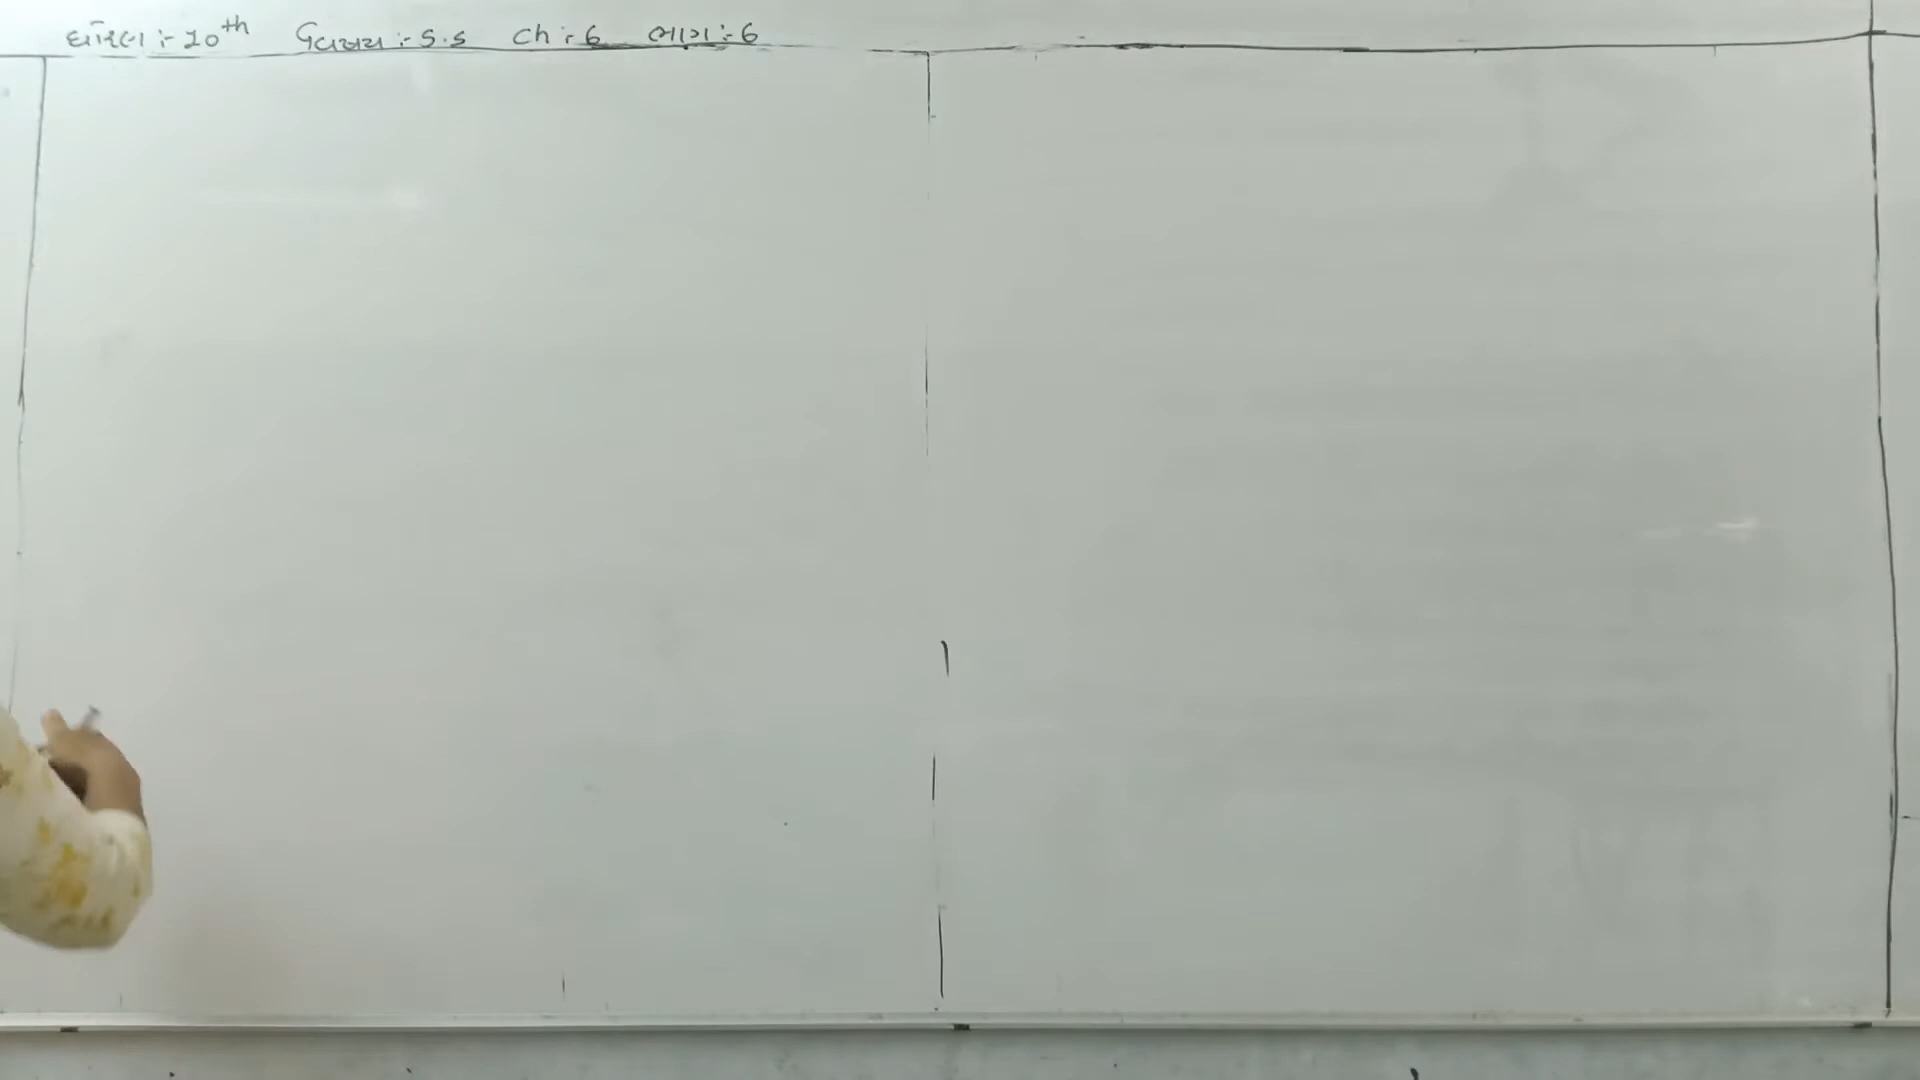 ધોરણ :- 10th વિષય :- S.S Ch :- 6 ભાગ :- 6